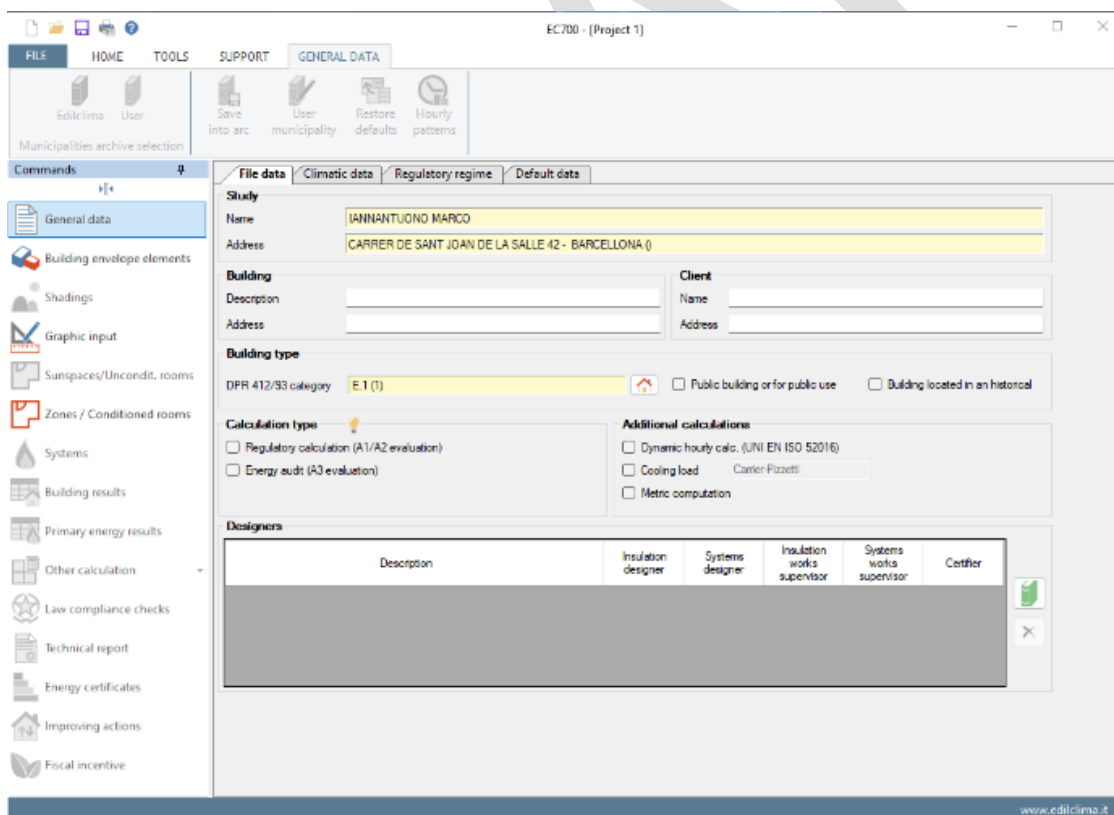 EC700 - [Project 1]
FILE HOME TOOLS SUPPORT GENERAL DATA
Edilclima User
Municipalities archive selection
Save into arc
User municipality
Restore defaults
Hourly patterns
Commands
General data
Building envelope elements
Shadings
Graphic input
Sunspaces/Uncondit. rooms
Zones / Conditioned rooms
Systems
Building results
Primary energy results
Other calculation
Law compliance checks
Technical report
Energy certificates
Improving actions
Fiscal incentive
File data Climatic data Regulatory regime Default data
Study
Name IANNANTUONO MARCO
Address CARRER DE SANT JOAN DE LA SALLE 42 - BARCELLONA ()
Building
Description
Address
Client
Name
Address
Building type
DPR 412/93 category E.1 (1) Public building or for public use Building located in an historical
Calculation type
Regulatory calculation (A1/A2 evaluation)
Energy audit (A3 evaluation)
Additional calculations
Dynamic hourly calc. (UNI EN ISO 52016)
Cooling load Carrier-Pizzetti
Metric computation
Designers
Description
Insulation designer
Systems designer
Insulation works supervisor
Systems works supervisor
Certifier
www.edilclima.it